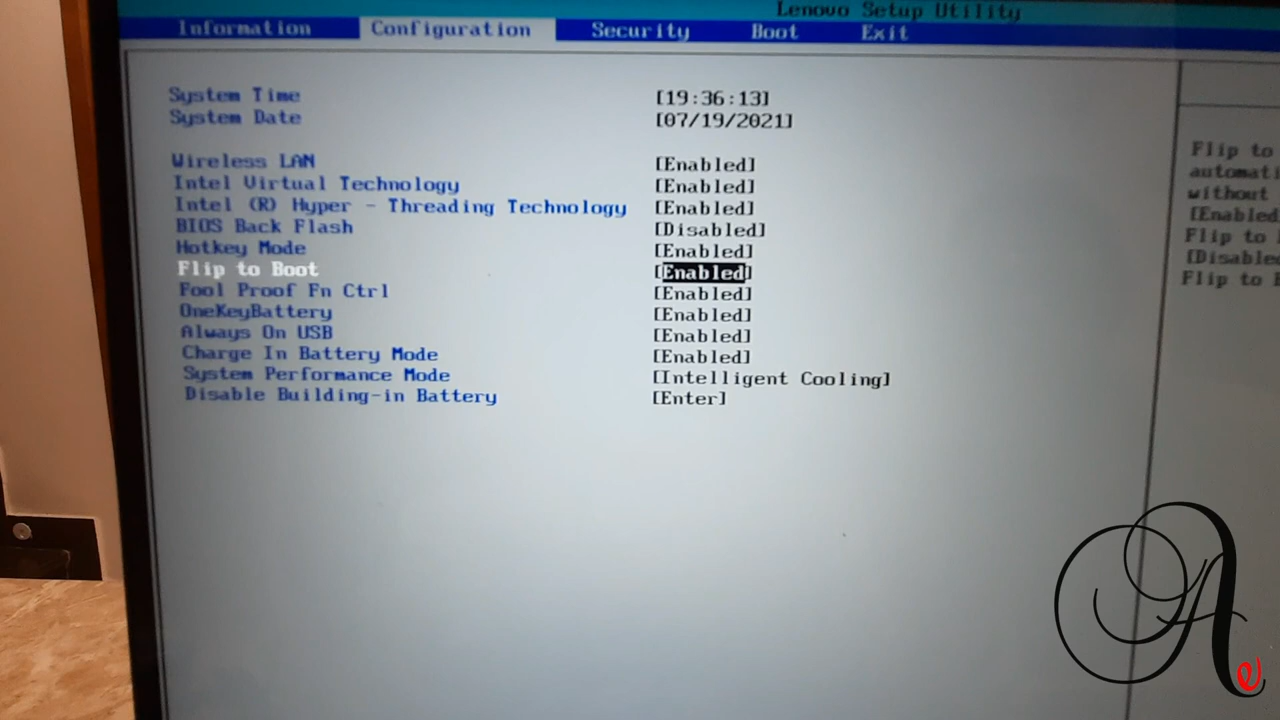 Lenovo Setup Utility
Information Configuration Security Boot Exit
System Time [19:36:13]
System Date [07/19/2021]
Wireless LAN [Enabled]
Intel Virtual Technology [Enabled]
Intel (R) Hyper - Threading Technology [Enabled]
BIOS Back Flash [Disabled]
Hotkey Mode [Enabled]
Flip to Boot [Enabled]
Fool Proof Fn Ctrl [Enabled]
OneKeyBattery [Enabled]
Always On USB [Enabled]
Charge In Battery Mode [Enabled]
System Performance Mode [Intelligent Cooling]
Disable Building-in Battery [Enter]
Flip to
without
[Enabled
Flip to
Flip to
A
e